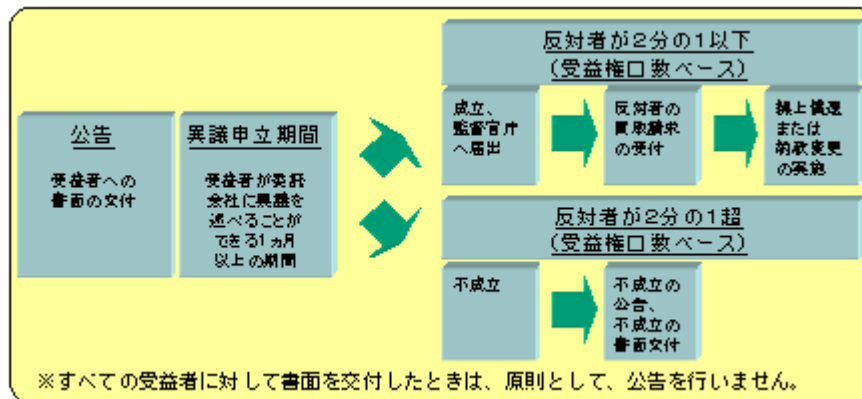 反対者が2分の1以下
(受益権口数ベース)
公告
受益者への
書面の交付
異議申立期間
受益者が委託
会社に異議を
述べることが
できる1ヵ月
以上の期間
成立、
監督官庁
へ届出
反対者の
買取請求
の受付
繰上償還
または
約款変更
の実施
反対者が2分の1超
(受益権口数ベース)
不成立
不成立の
公告、
不成立の
書面交付
※すべての受益者に対して書面を交付したときは、原則として、公告を行いません。